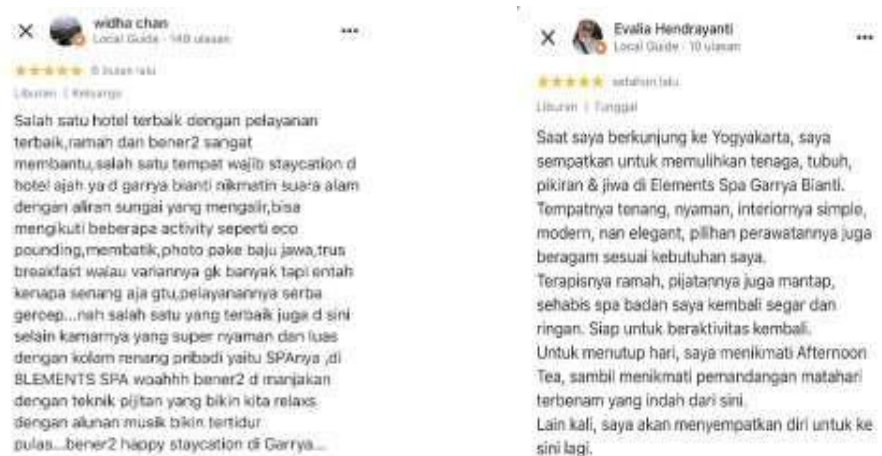 widha chan
Local Guide · 149 ulasan
6 bulan lalu
Liburan | Keluarga
Salah satu hotel terbaik dengan pelayanan
terbaik,ramah dan bener2 sangat
membantu,salah satu tempat wajib staycation d
hotel ajah ya d garrya bianti nikmatin suara alam
dengan aliran sungai yang mengalir,bisa
mengikuti beberapa activity seperti eco
pounding,membatik,photo pake baju jawa,trus
breakfast walau variannya gk banyak tapi entah
kenapa senang aja gtu,pelayanannya serba
gercep...nah salah satu yang terbaik juga d sini
selain kamarnya yang super nyaman dan luas
dengan kolam renang pribadi yaitu SPAnya ,di
8LEMENTS SPA woahhh bener2 d manjakan
dengan teknik pijitan yang bikin kita relaxs
dengan alunan musik bikin tertidur
pulas...bener2 happy staycation di Garrya...
Evalia Hendrayanti
Local Guide · 10 ulasan
setahun lalu
Liburan | Tunggal
Saat saya berkunjung ke Yogyakarta, saya
sempatkan untuk memulihkan tenaga, tubuh,
pikiran & jiwa di Elements Spa Garrya Bianti.
Tempatnya tenang, nyaman, interiornya simple,
modern, nan elegant, pilihan perawatannya juga
beragam sesuai kebutuhan saya.
Terapisnya ramah, pijatannya juga mantap,
sehabis spa badan saya kembali segar dan
ringan. Siap untuk beraktivitas kembali.
Untuk menutup hari, saya menikmati Afternoon
Tea, sambil menikmati pemandangan matahari
terbenam yang indah dari sini.
Lain kali, saya akan menyempatkan diri untuk ke
sini lagi.